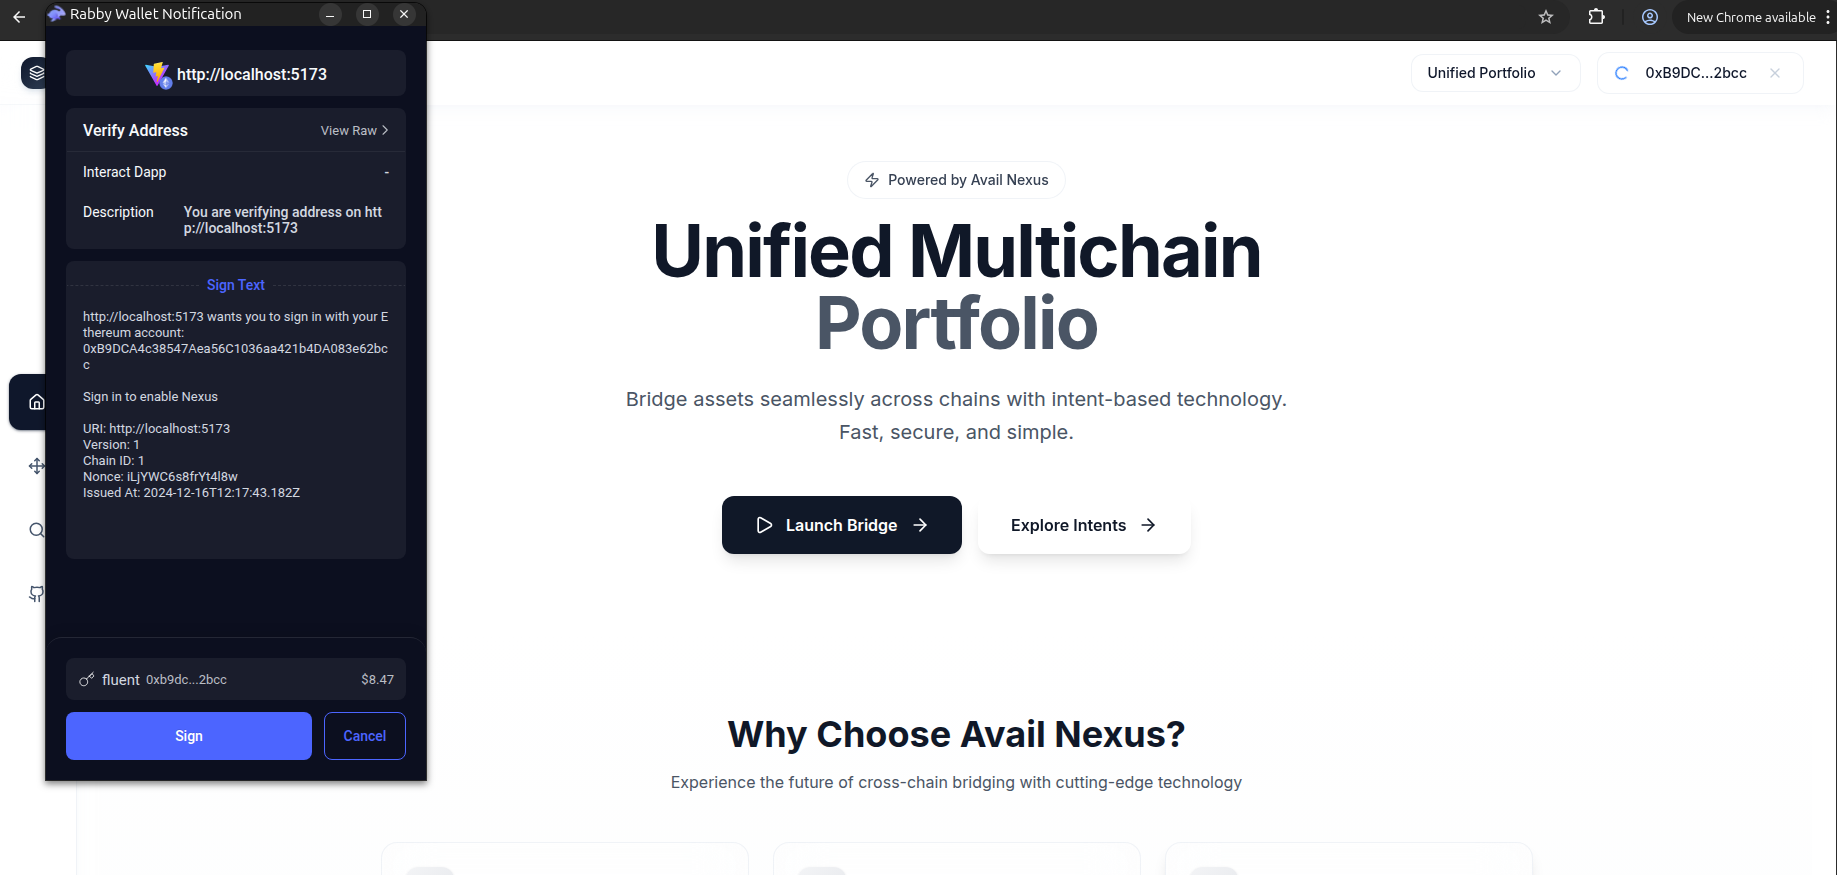 Rabby Wallet Notification
New Chrome available
http://localhost:5173
Verify Address
View Raw
Interact Dapp
-
Description
You are verifying address on htt
p://localhost:5173
Sign Text
http://localhost:5173 wants you to sign in with your E
thereum account:
0xB9DCA4c38547Aea56C1036aa421b4DA083e62bc
c
Sign in to enable Nexus
URI: http://localhost:5173
Version: 1
Chain ID: 1
Nonce: iLjYWC6s8frYt4l8w
Issued At: 2024-12-16T12:17:43.182Z
fluent 0xb9dc...2bcc
$8.47
Sign
Cancel
Unified Portfolio
0xB9DC...2bcc
Powered by Avail Nexus
Unified Multichain
Portfolio
Bridge assets seamlessly across chains with intent-based technology.
Fast, secure, and simple.
Launch Bridge
Explore Intents
Why Choose Avail Nexus?
Experience the future of cross-chain bridging with cutting-edge technology